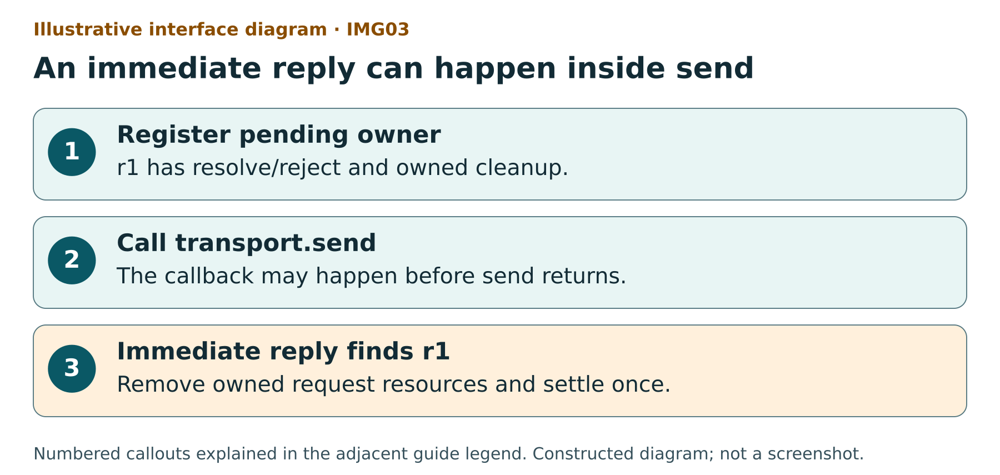 Illustrative interface diagram · IMG03
An immediate reply can happen inside send
1
Register pending owner
r1 has resolve/reject and owned cleanup.
2
Call transport.send
The callback may happen before send returns.
3
Immediate reply finds r1
Remove owned request resources and settle once.
Numbered callouts explained in the adjacent guide legend. Constructed diagram; not a screenshot.